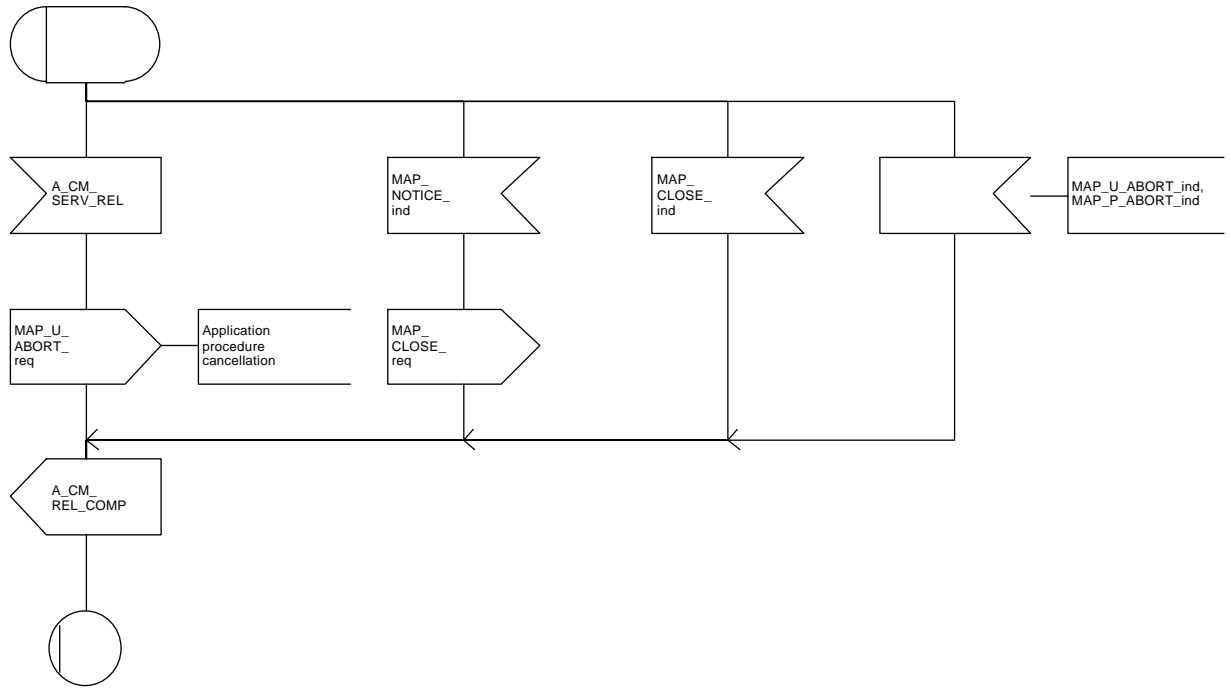 A_CM_
SERV_REL
MAP_
NOTICE_
ind
MAP_
CLOSE_
ind
MAP_U_ABORT_ind,
MAP_P_ABORT_ind
MAP_U_
ABORT_
req
Application
procedure
cancellation
MAP_
CLOSE_
req
A_CM_
REL_COMP